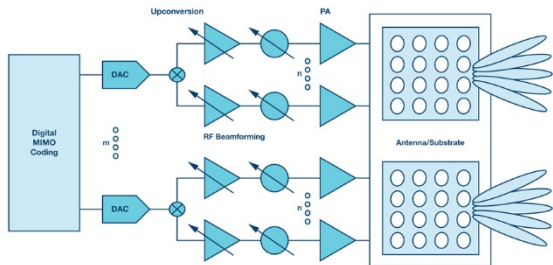 Upconversion
PA
DAC
n
Digital
MIMO
Coding
m
RF Beamforming
Antenna/Substrate
DAC
n